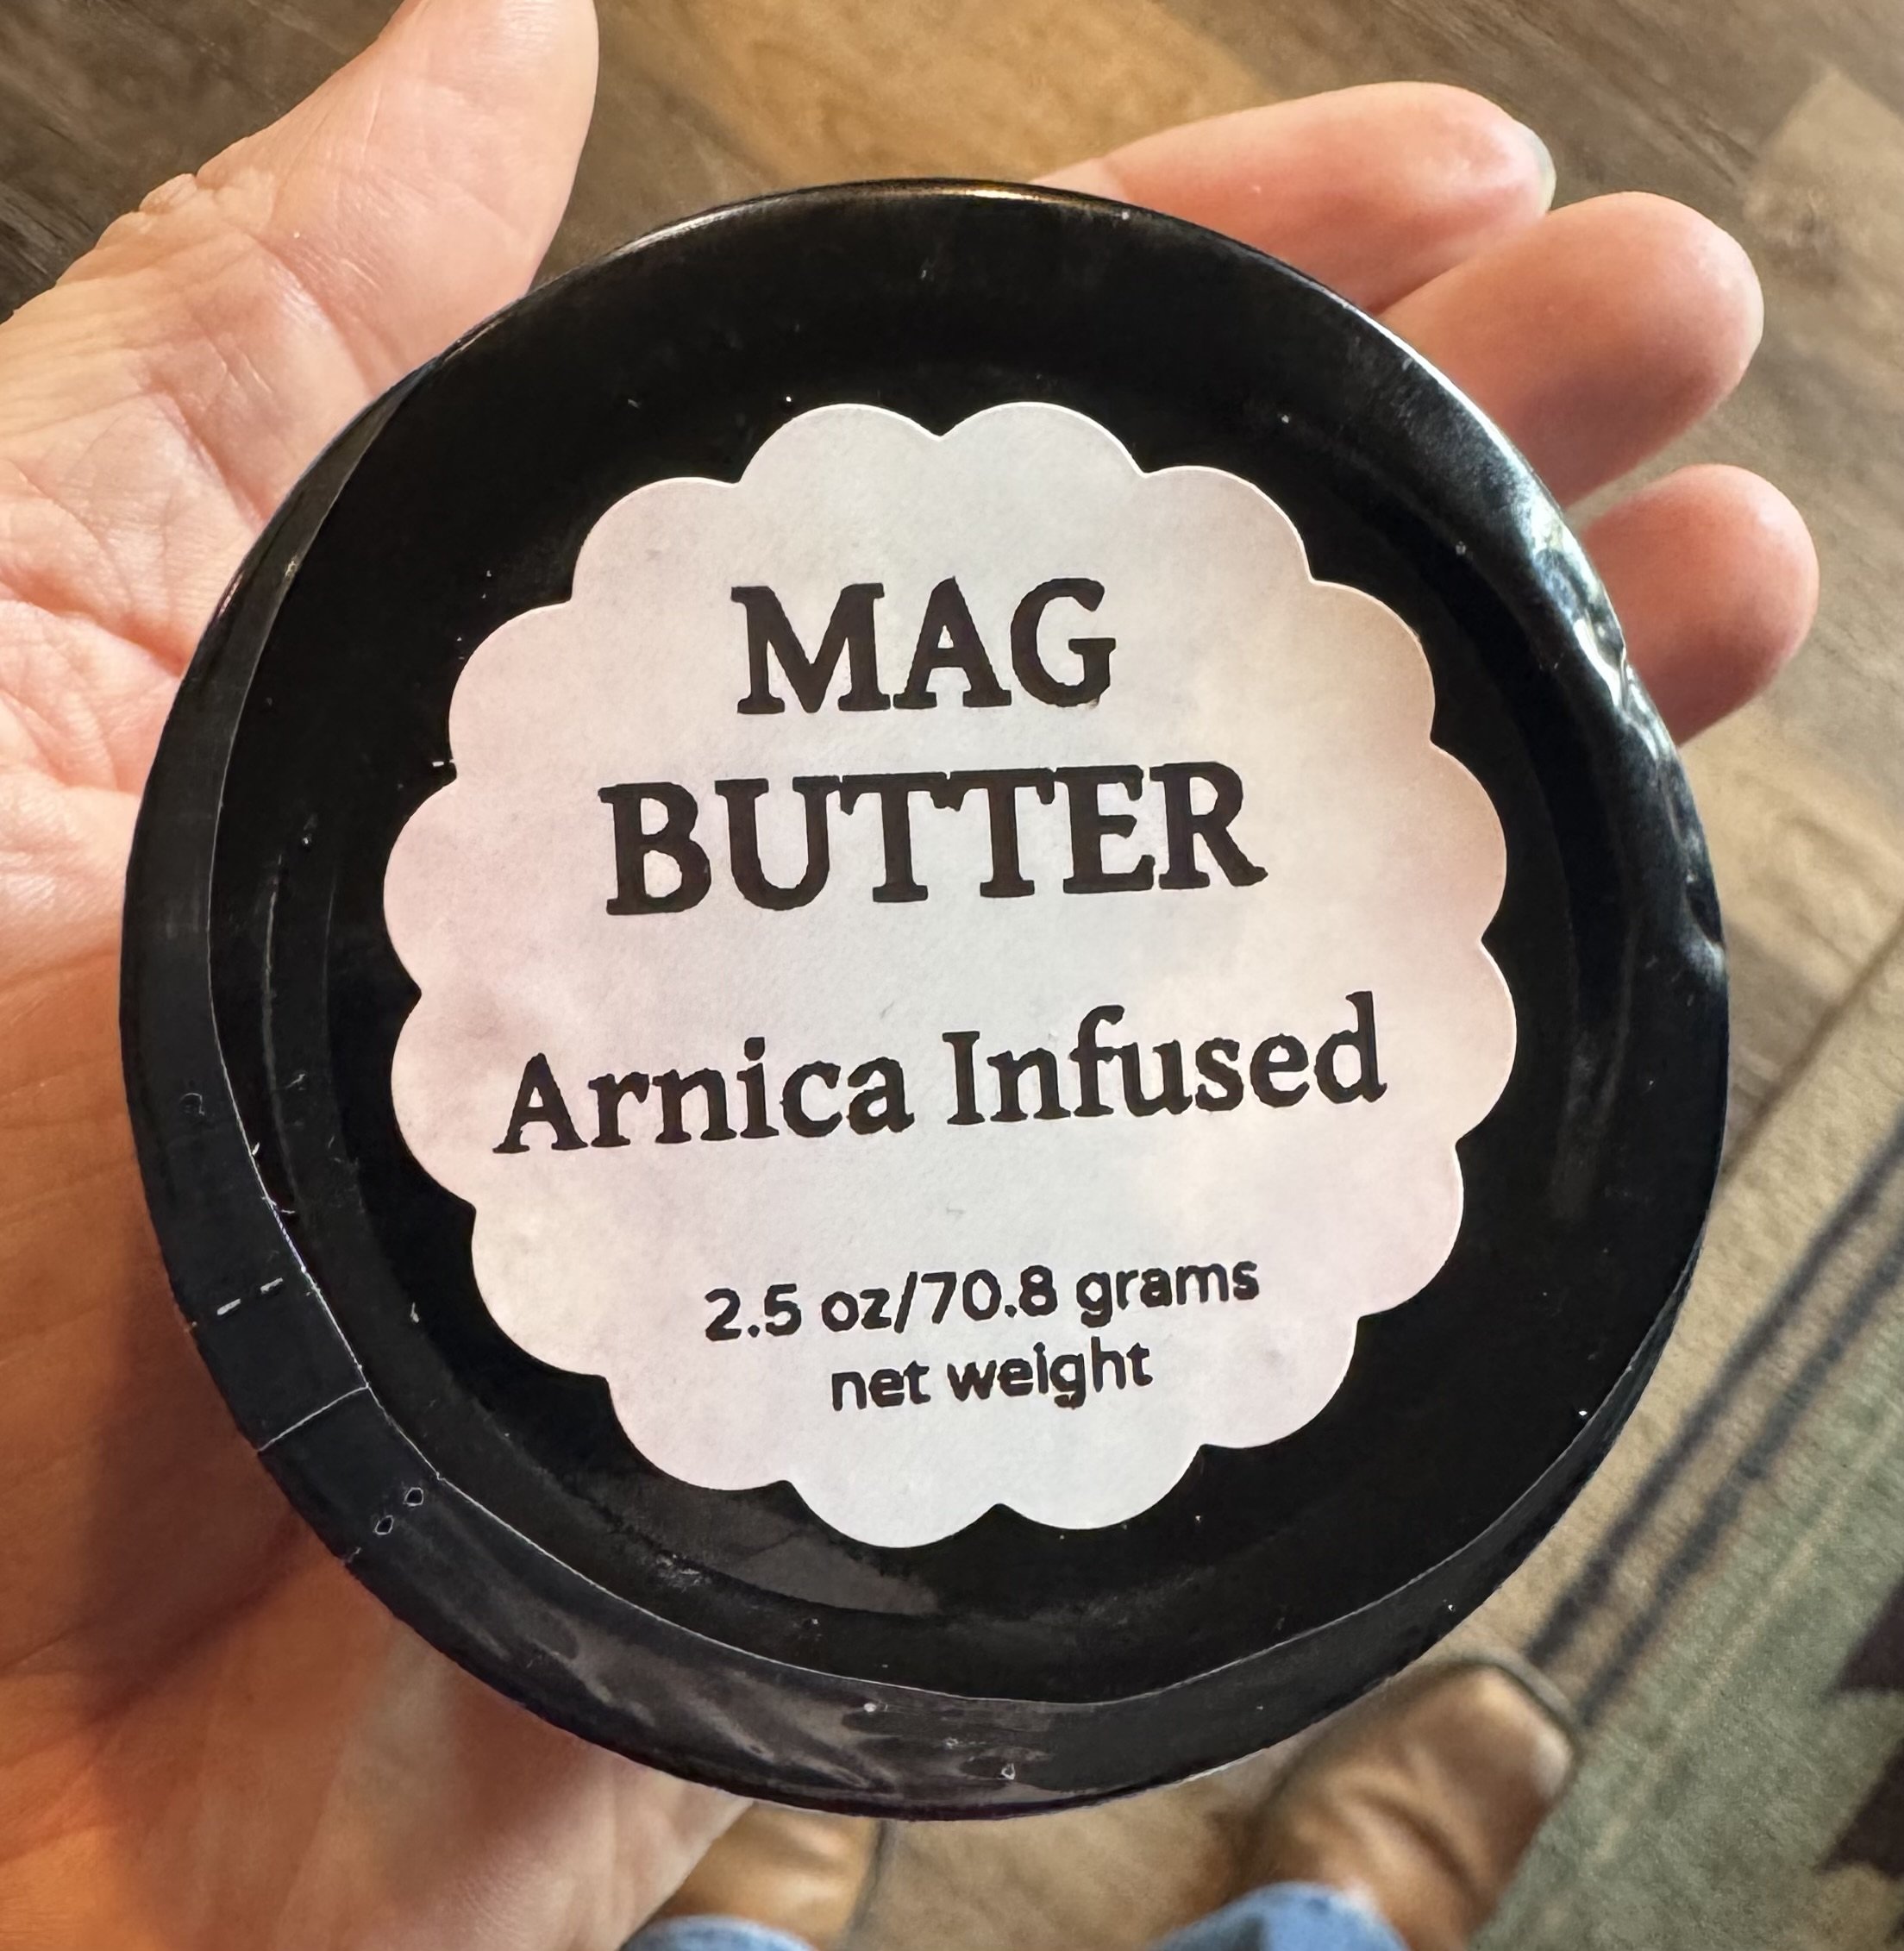 MAG
BUTTER
Arnica Infused
2.5 oz/70.8 grams
net weight